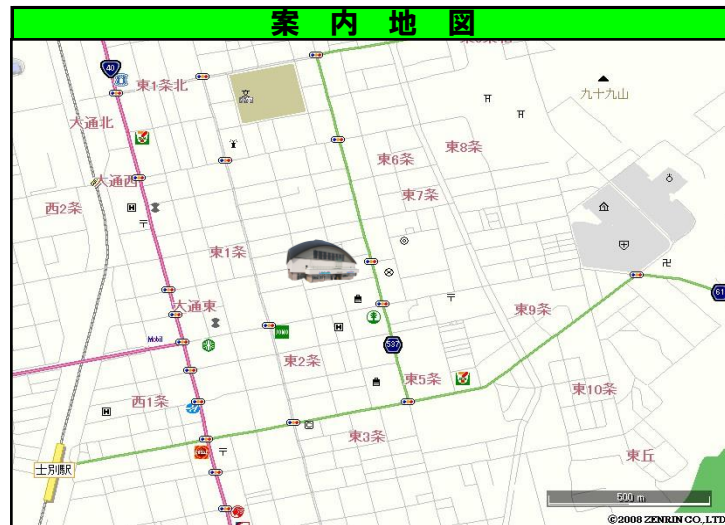 案内地図
40
東1条北
九十九山
大通北
東6条
東8条
大通西
東7条
西2条
東1条
61
大通東
東9条
Mobil
537
東2条
東5条
東10条
西1条
東3条
東丘
士別駅
500 m
©2008 ZENRIN CO., LTD